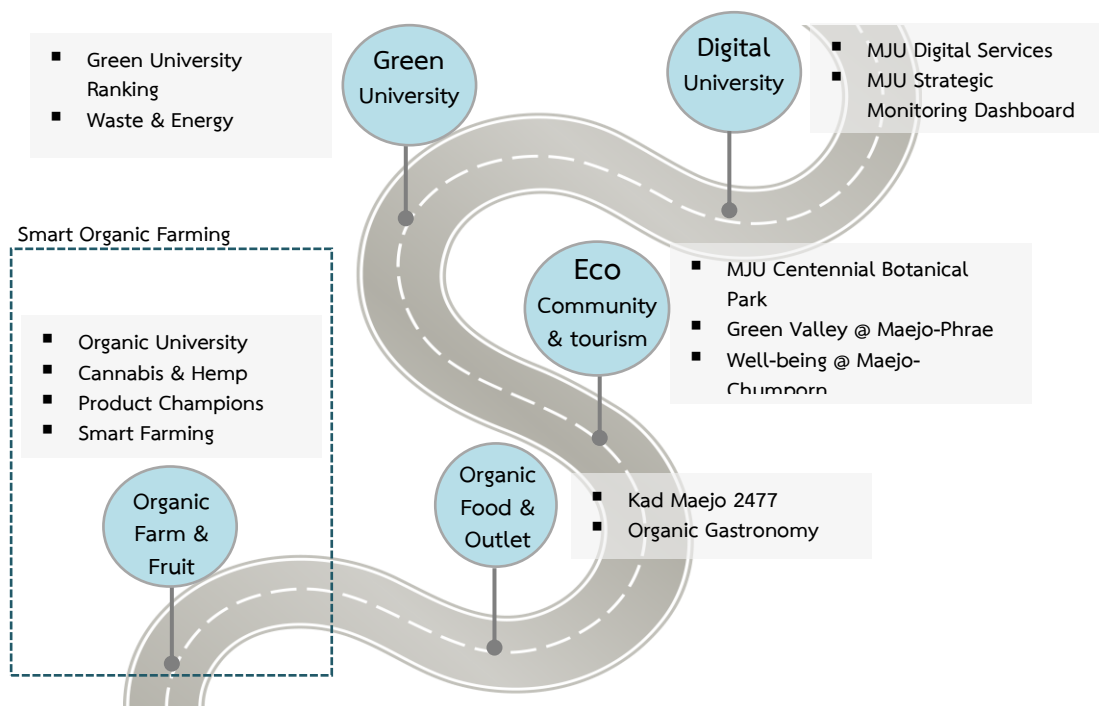 Green University
Ranking
Waste & Energy
Green
University
Digital
University
MJU Digital Services
MJU Strategic
Monitoring Dashboard
Smart Organic Farming
Organic University
Cannabis & Hemp
Product Champions
Smart Farming
Eco
Community
& tourism
MJU Centennial Botanical
Park
Green Valley @ Maejo-Phrae
Well-being @ Maejo-
Chumporn
Organic
Farm &
Fruit
Organic
Food &
Outlet
Kad Maejo 2477
Organic Gastronomy